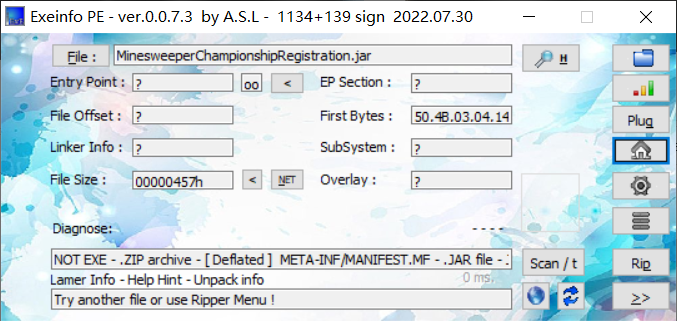 Exeinfo PE - ver.0.0.7.3 by A.S.L - 1134+139 sign 2022.07.30
File : MinesweeperChampionshipRegistration.jar H
Entry Point : ? oo < EP Section : ?
File Offset : ? First Bytes : 50.4B.03.04.14 Plug
Linker Info : ? SubSystem : ?
File Size : 00000457h < NET Overlay : ?
Diagnose: ----
NOT EXE - .ZIP archive - [ Deflated ] META-INF/MANIFEST.MF - .JAR file - Scan / t Rip
Lamer Info - Help Hint - Unpack info 0 ms.
Try another file or use Ripper Menu ! >>